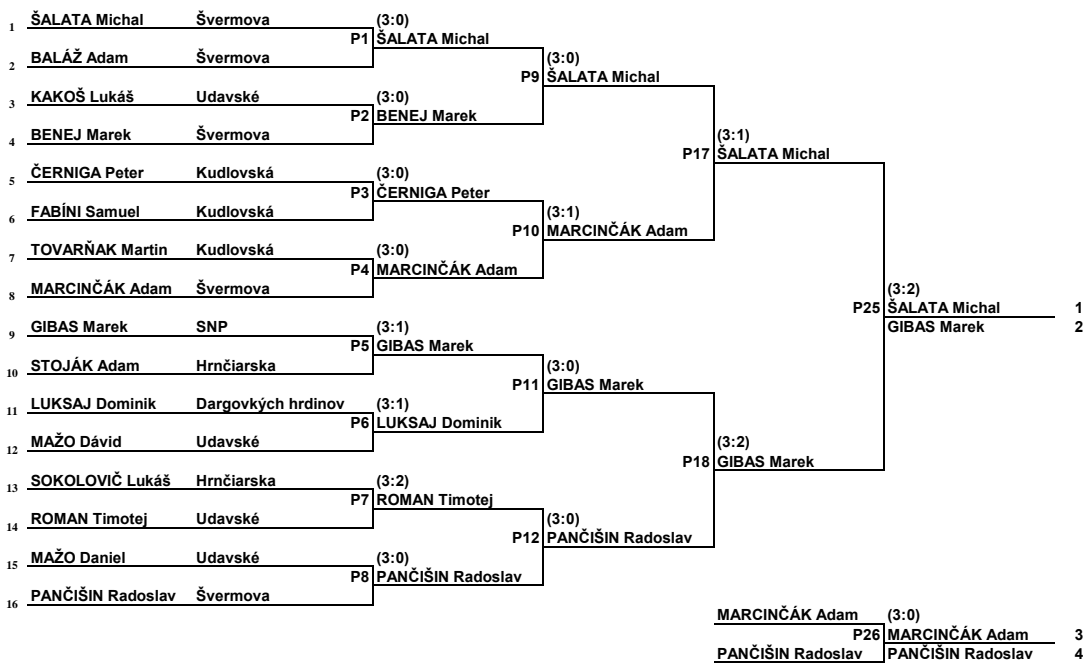 1 ŠALATA Michal Švermova (3:0)
P1 ŠALATA Michal
2 BALÁŽ Adam Švermova (3:0)
P9 ŠALATA Michal
3 KAKOŠ Lukáš Udavské (3:0)
P2 BENEJ Marek
4 BENEJ Marek Švermova (3:1)
P17 ŠALATA Michal
5 ČERNIGA Peter Kudlovská (3:0)
P3 ČERNIGA Peter
6 FABÍNI Samuel Kudlovská (3:1)
P10 MARCINČÁK Adam
7 TOVARŇAK Martin Kudlovská (3:0)
P4 MARCINČÁK Adam
8 MARCINČÁK Adam Švermova (3:2)
P25 ŠALATA Michal 1
9 GIBAS Marek SNP (3:1) GIBAS Marek 2
P5 GIBAS Marek
10 STOJÁK Adam Hrnčiarska (3:0)
P11 GIBAS Marek
11 LUKSAJ Dominik Dargovkých hrdinov (3:1)
P6 LUKSAJ Dominik
12 MAŽO Dávid Udavské (3:2)
P18 GIBAS Marek
13 SOKOLOVIČ Lukáš Hrnčiarska (3:2)
P7 ROMAN Timotej
14 ROMAN Timotej Udavské (3:0)
P12 PANČIŠIN Radoslav
15 MAŽO Daniel Udavské (3:0)
P8 PANČIŠIN Radoslav
16 PANČIŠIN Radoslav Švermova
MARCINČÁK Adam (3:0)
P26 MARCINČÁK Adam 3
PANČIŠIN Radoslav PANČIŠIN Radoslav 4